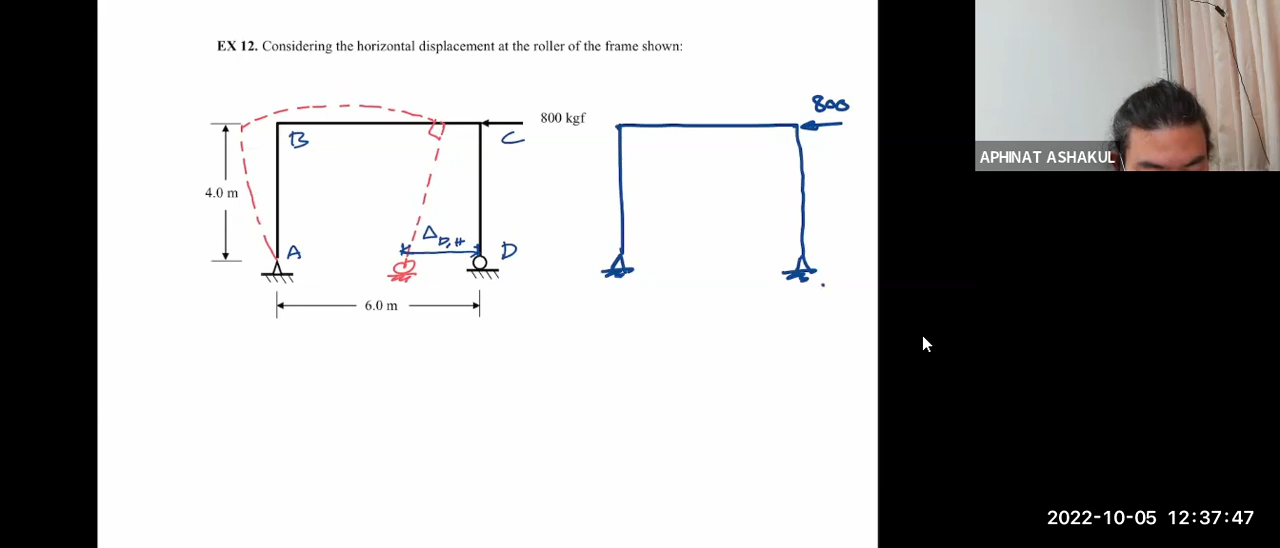 EX 12. Considering the horizontal displacement at the roller of the frame shown:
800
800 kgf
B
C
APHINAT ASHAKUL
4.0 m
A
Δ D,H
D
6.0 m
2022-10-05 12:37:47